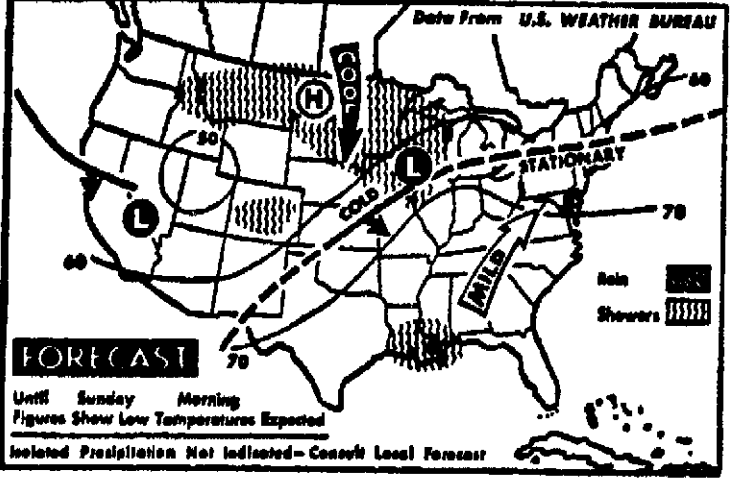 Data From U.S. WEATHER BUREAU
60
H
COOL
50
L
STATIONARY
COLD
L
70
60
MILD
Rain
Showers
FORECAST
70
Until Sunday Morning
Figures Show Low Temperatures Expected
Isolated Precipitation Not Indicated— Consult Local Forecast